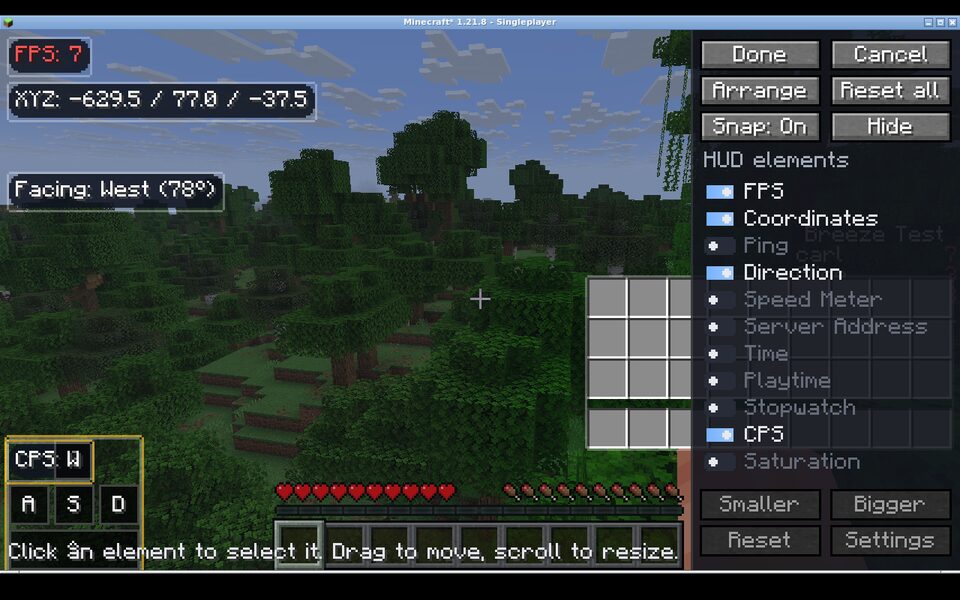 Minecraft* 1.21.8 - Singleplayer
FPS: 7
XYZ: -629.5 / 77.0 / -37.5
Facing: West (78°)
Done
Cancel
Arrange
Reset all
Snap: On
Hide
HUD elements
FPS
Coordinates
Ping
Breeze Test
carl
Direction
Speed Meter
Server Address
Time
Playtime
Stopwatch
CPS
Saturation
Smaller
Bigger
Reset
Settings
CPS: W
A S D
Click an element to select it. Drag to move, scroll to resize.